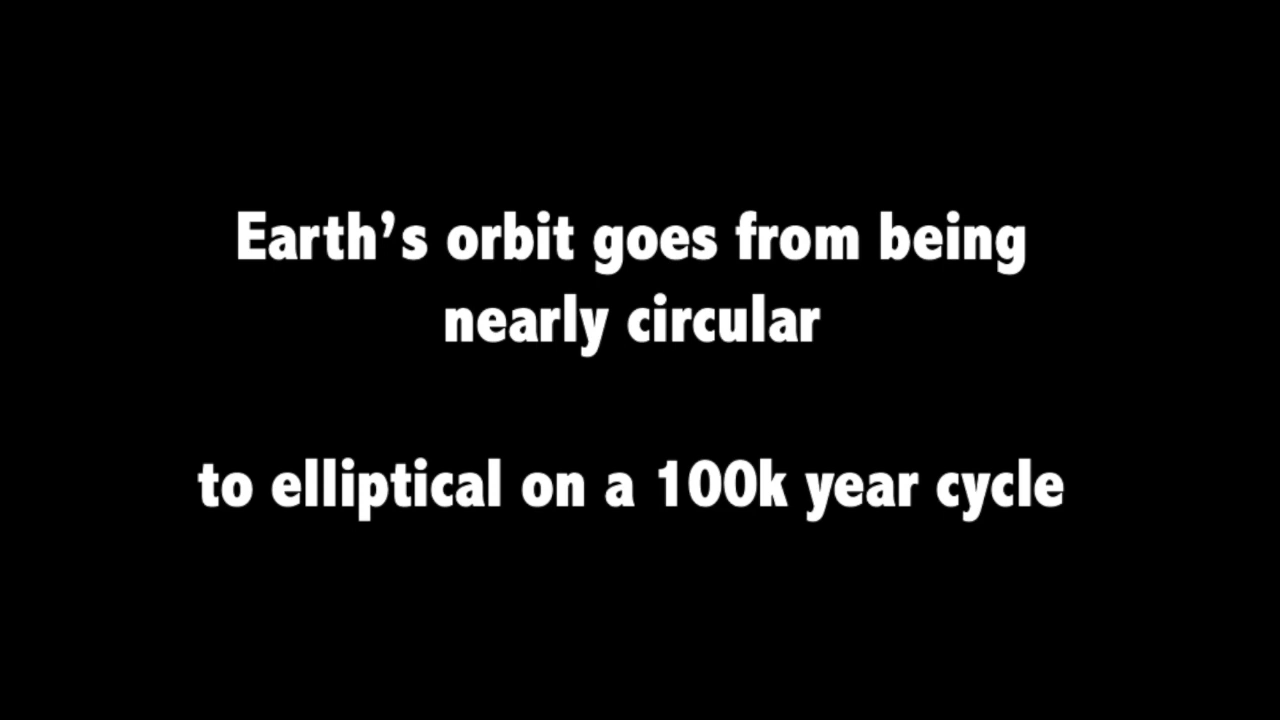 Earth’s orbit goes from being
nearly circular
to elliptical on a 100k year cycle